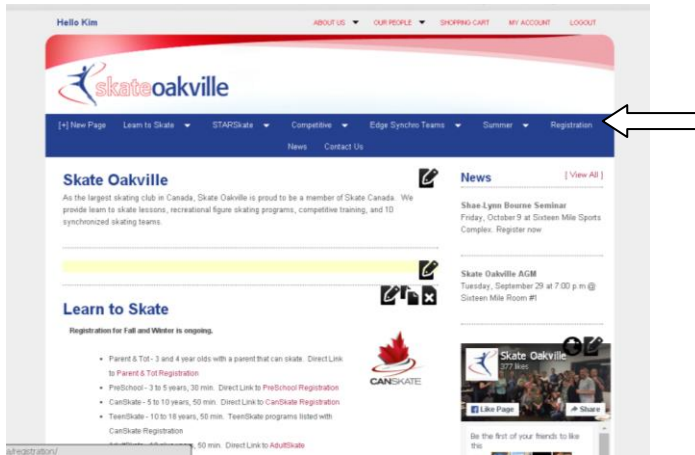 Hello Kim
ABOUT US OUR PEOPLE SHOPPING CART MY ACCOUNT LOGOUT
skateoakville
[+] New Page Learn to Skate STARSkate Competitive Edge Synchro Teams Summer Registration
News Contact Us
Skate Oakville
As the largest skating club in Canada, Skate Oakville is proud to be a member of Skate Canada. We
provide learn to skate lessons, recreational figure skating programs, competitive training, and 10
synchronized skating teams.
Learn to Skate
Registration for Fall and Winter is ongoing.
Parent & Tot - 3 and 4 year olds with a parent that can skate. Direct Link
to Parent & Tot Registration
PreSchool - 3 to 5 years, 30 min. Direct Link to PreSchool Registration
CanSkate - 5 to 10 years, 50 min. Direct Link to CanSkate Registration
TeenSkate - 10 to 18 years, 50 min. TeenSkate programs listed with
CanSkate Registration
50 min. Direct Link to AdultSkate
CANSKATE
News [ View All ]
Shae-Lynn Bourne Seminar
Friday, October 9 at Sixteen Mile Sports
Complex. Register now
Skate Oakville AGM
Tuesday, September 29 at 7:00 p.m @
Sixteen Mile Room #1
Skate Oakville
377 likes
Like Page Share
Be the first of your friends to like
this
a/registration/